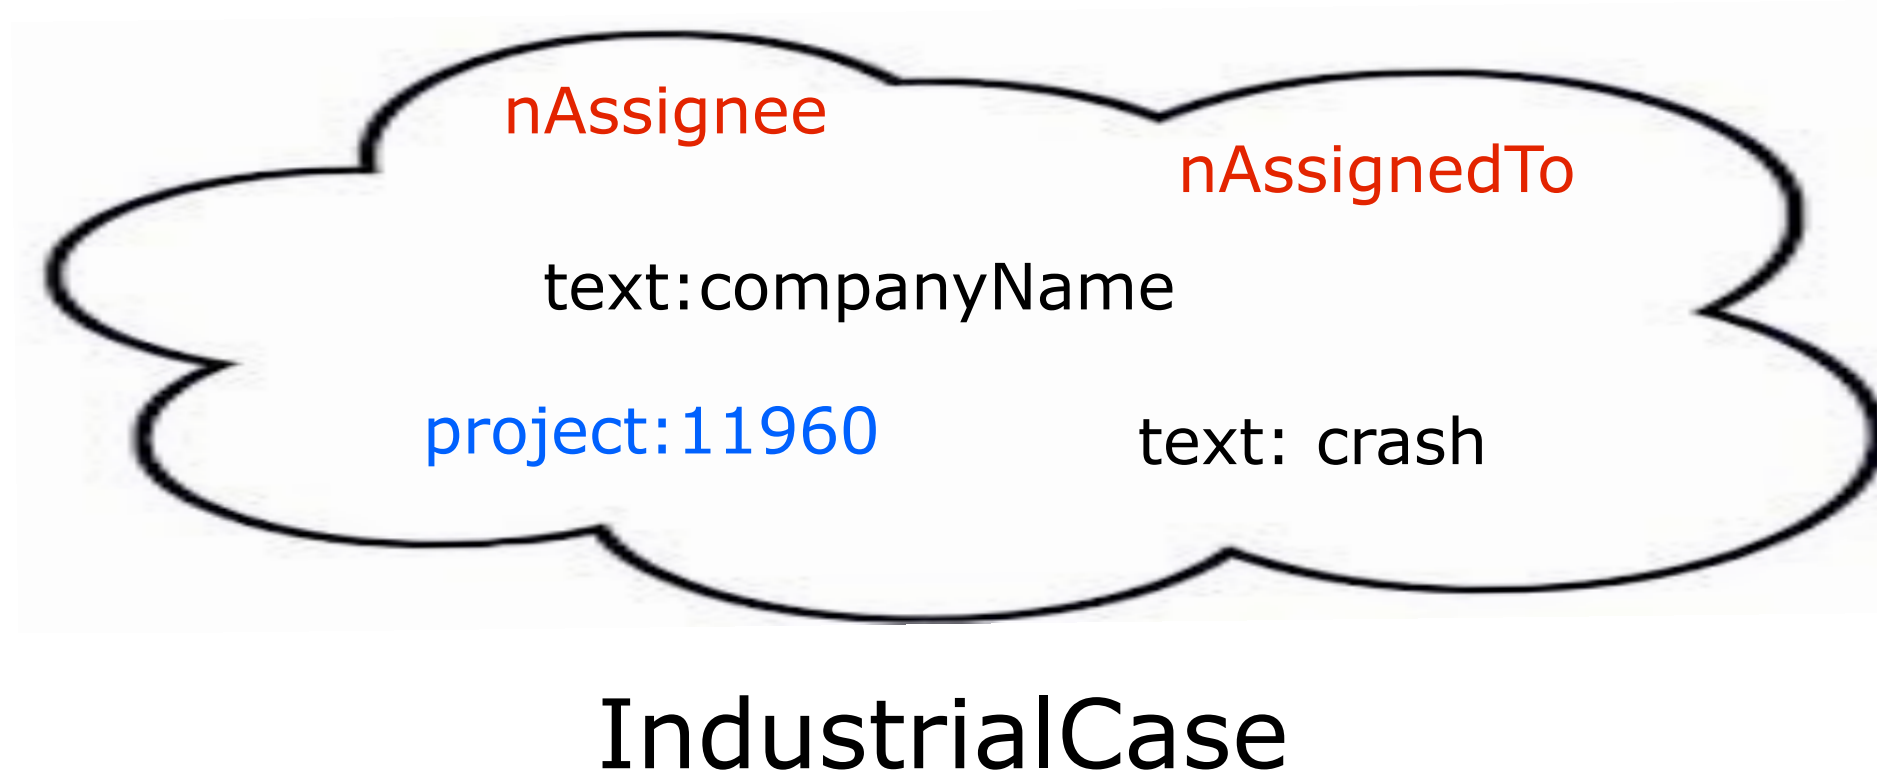 nAssignee
nAssignedTo
text:companyName
project:11960
text: crash
IndustrialCase